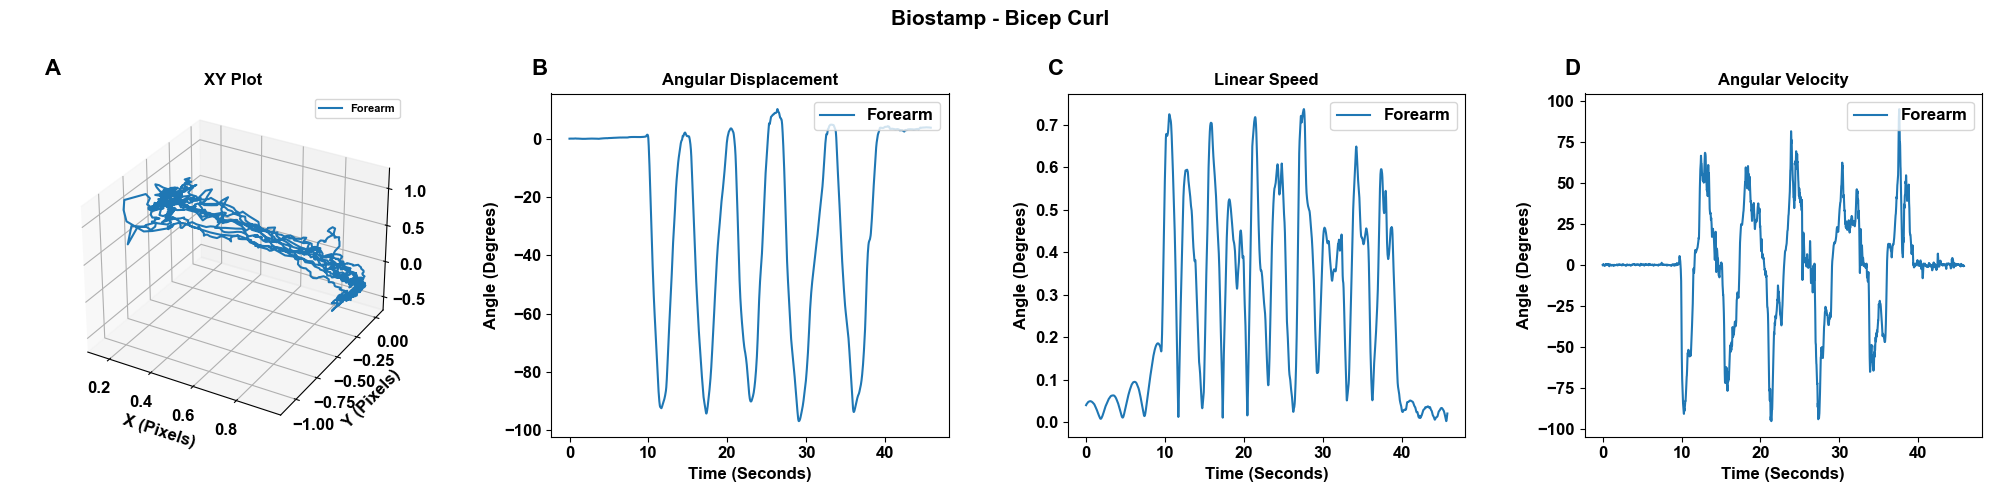 Biostamp - Bicep Curl
A
XY Plot
Forearm
1.0
0.5
0.0
−0.5
0.00
−0.25
−0.50
−0.75
−1.00
Y (Pixels)
0.2
0.4
0.6
0.8
X (Pixels)
B
Angular Displacement
Forearm
Angle (Degrees)
0
−20
−40
−60
−80
−100
0 10 20 30 40
Time (Seconds)
C
Linear Speed
Forearm
Angle (Degrees)
0.7
0.6
0.5
0.4
0.3
0.2
0.1
0.0
0 10 20 30 40
Time (Seconds)
D
Angular Velocity
Forearm
Angle (Degrees)
100
75
50
25
0
−25
−50
−75
−100
0 10 20 30 40
Time (Seconds)